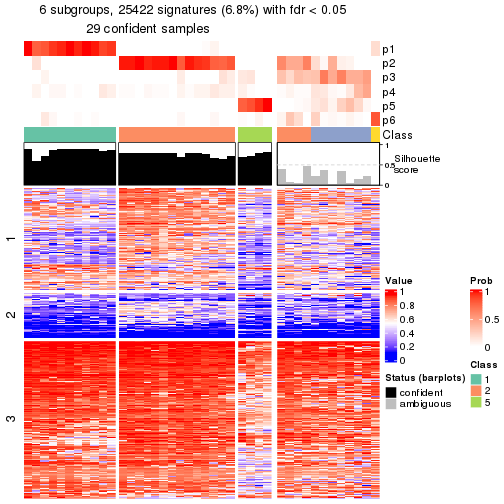 6 subgroups, 25422 signatures (6.8%) with fdr < 0.05
29 confident samples
p1
p2
p3
p4
p5
p6
Class
1
0.5
0
Silhouette
score
1
2
3
Value
1
0.8
0.6
0.4
0.2
0
Prob
1
0.5
0
Status (barplots)
confident
ambiguous
Class
1
2
5